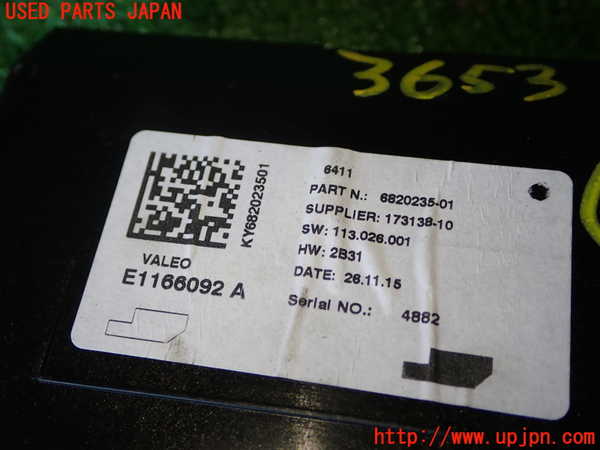 USED PARTS JAPAN
3653
6411
PART N.: 6820235-01
SUPPLIER: 173138-10
SW: 113.026.001
HW: 2B31
DATE: 26.11.15
Serial NO.: 4882
KY682023501
VALEO
E1166092 A
http://www.upjpn.com/